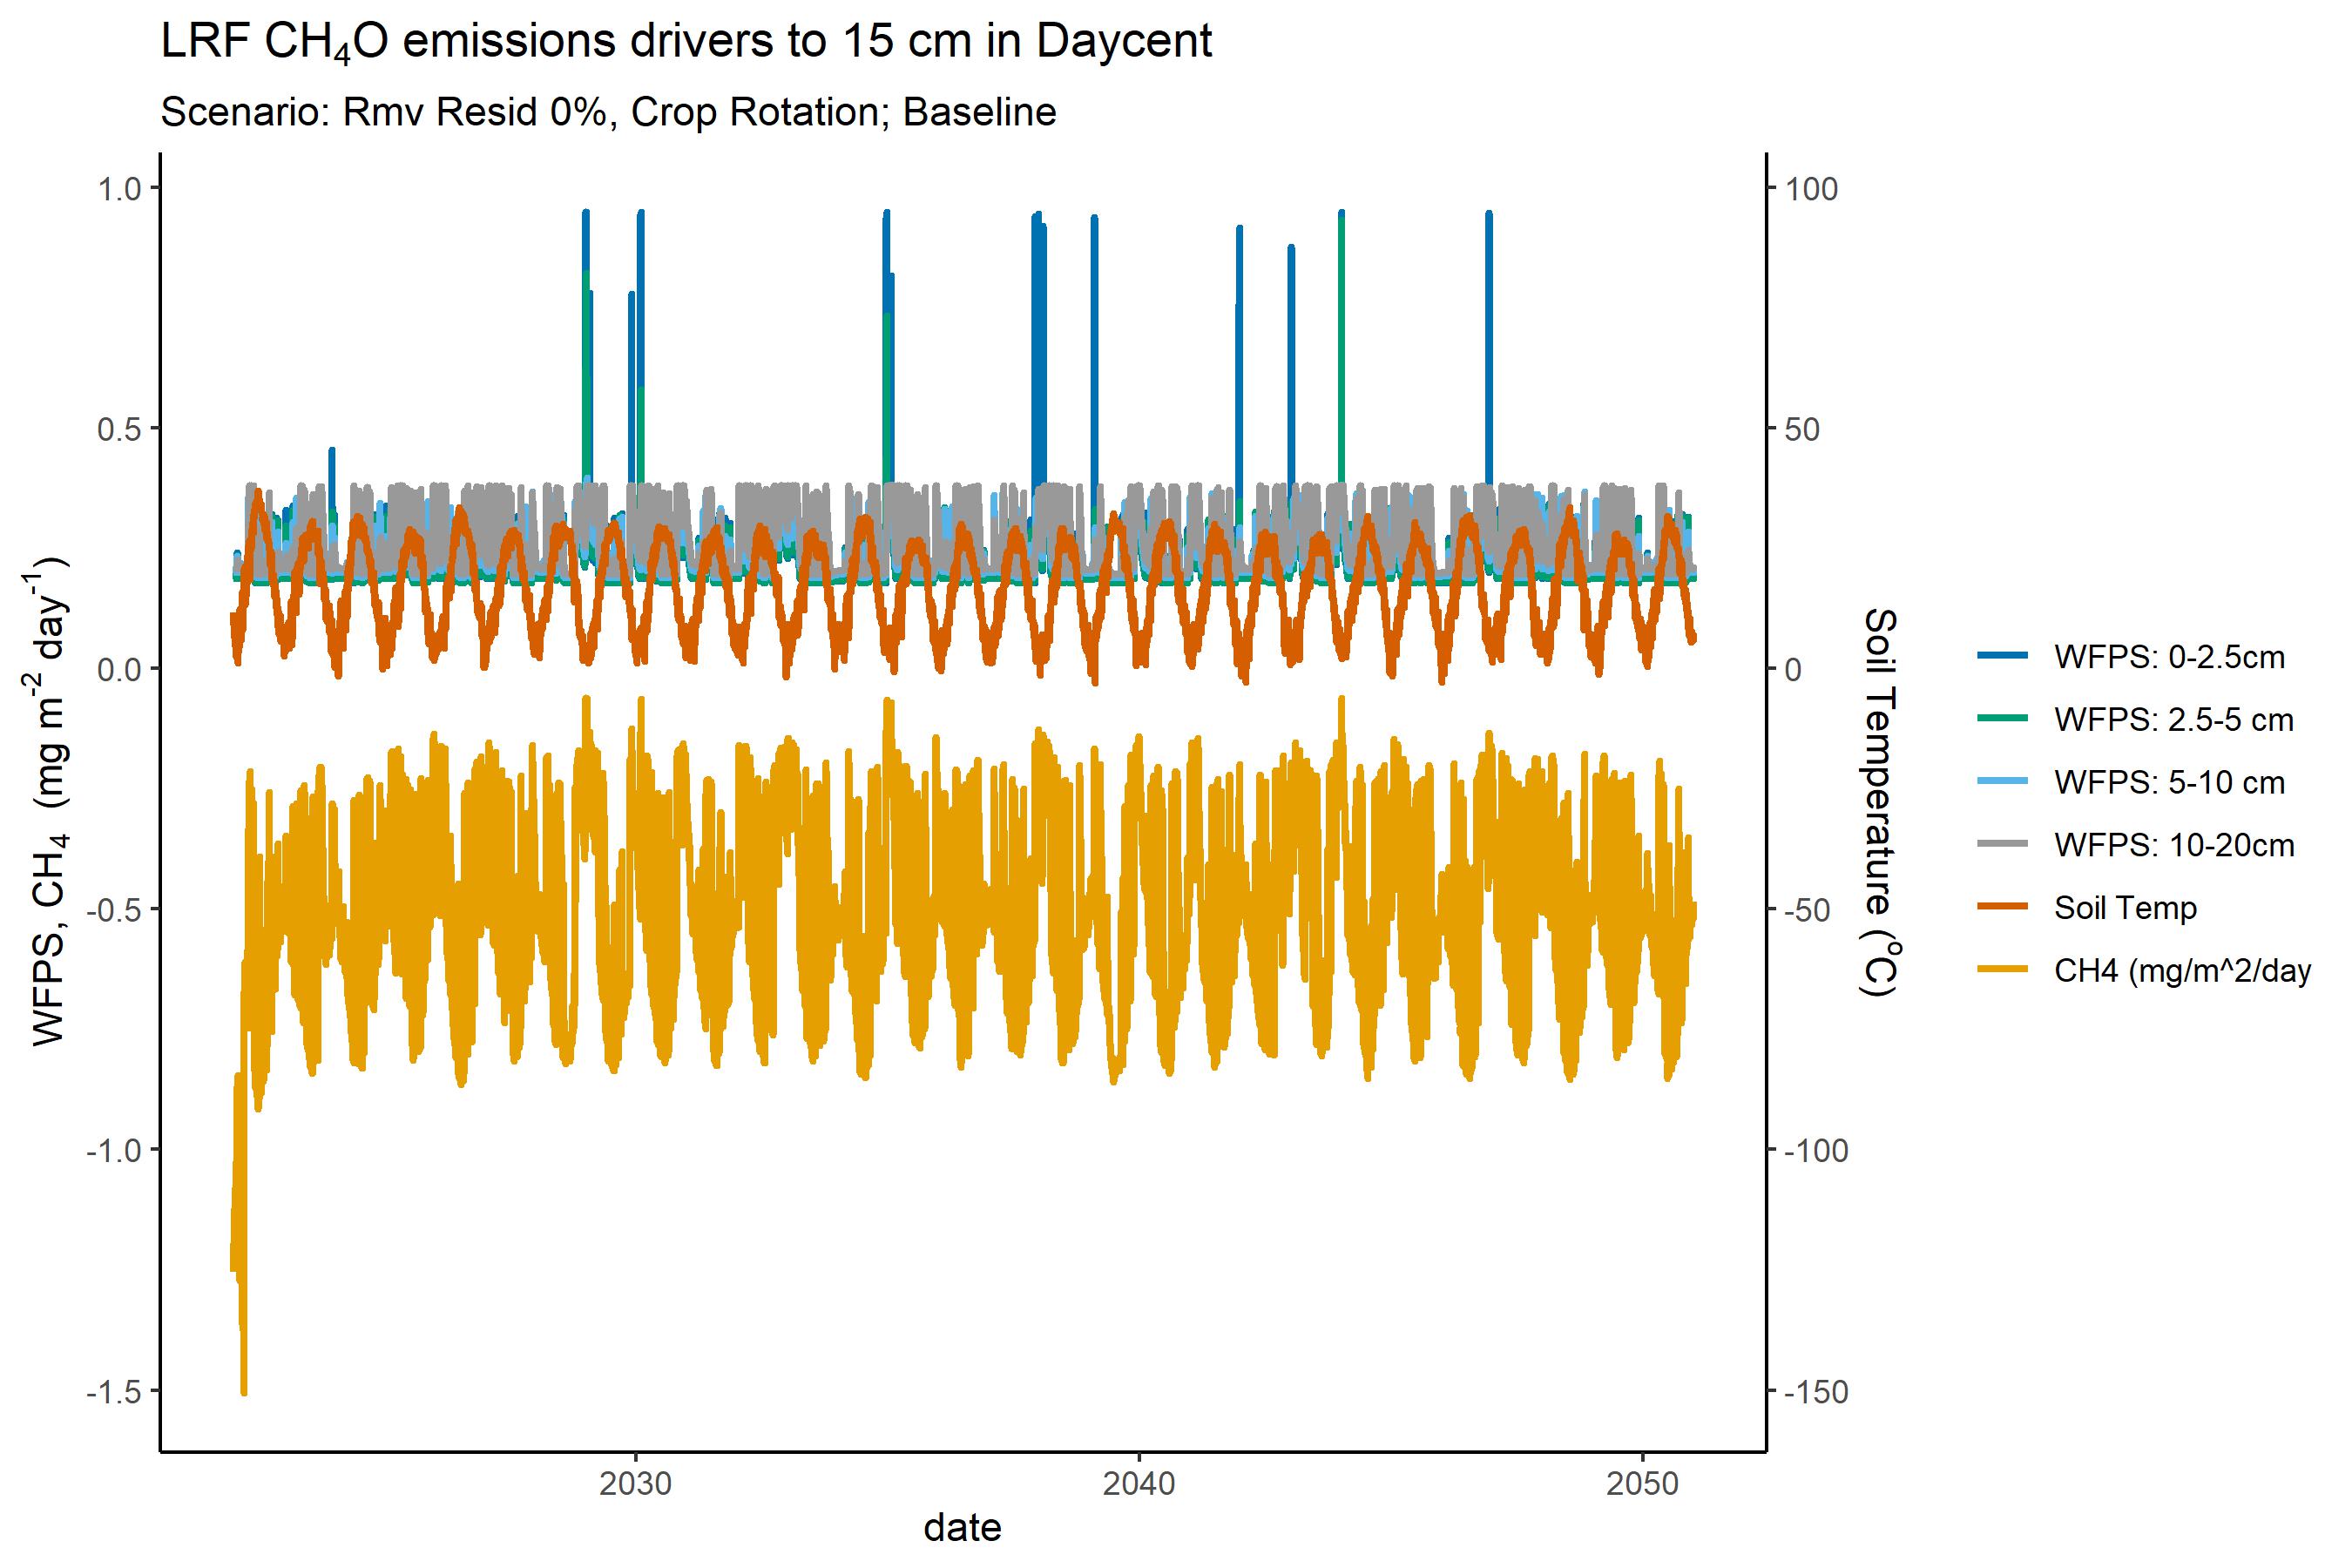 LRF CH₄O emissions drivers to 15 cm in Daycent
Scenario: Rmv Resid 0%, Crop Rotation; Baseline
WFPS, CH₄ (mg m⁻² day⁻¹)
1.0
0.5
0.0
-0.5
-1.0
-1.5
100
50
0
-50
-100
-150
Soil Temperature (°C)
2030
2040
2050
date
WFPS: 0-2.5cm
WFPS: 2.5-5 cm
WFPS: 5-10 cm
WFPS: 10-20cm
Soil Temp
CH4 (mg/m^2/day